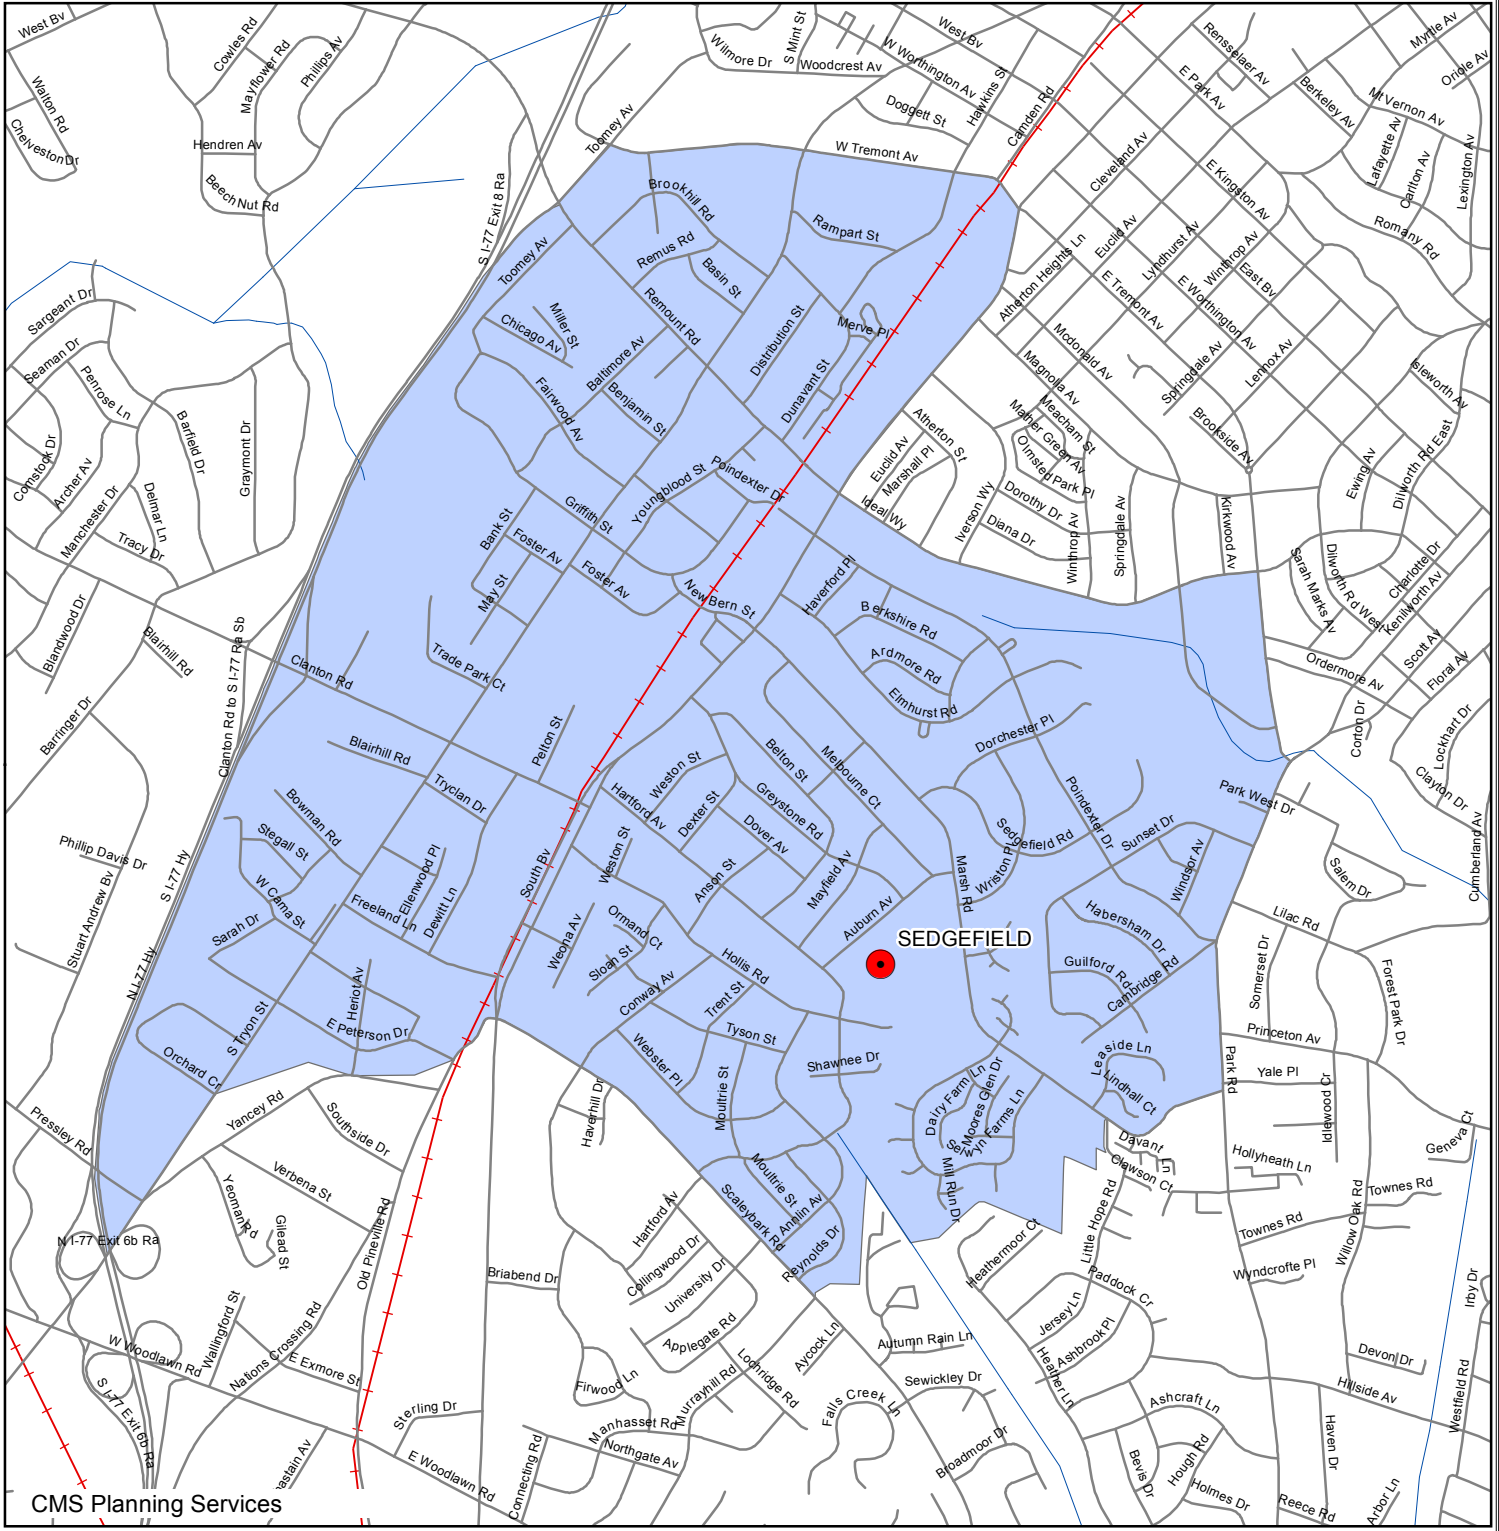 West Bv
Cowles Rd
Mayflower Rd
Phillips Av
Walton Rd
Chelveston Dr
Hendren Av
Beech Nut Rd
Toomey Av
Wilmore Dr
S Mint St
Woodcrest Av
W Worthington Av
West Bv
Doggett St
Hawkins St
Camden Rd
W Tremont Av
Rensselaer Av
E Park Av
Myrtle Av
Oriole Av
Berkeley Av
Mt Vernon Av
Lafayette Av
Carlton Av
Lexington Av
Cleveland Av
E Kingston Av
Romany Rd
S I-77 Exit 8 Ra
Brookhill Rd
Rampart St
Remus Rd
Basin St
Toomey Av
Remount Rd
Atherton Heights Ln
Euclid Av
Lyndhurst Av
Winthrop Av
East Bv
E Tremont Av
E Worthington Av
Sargeant Dr
Seaman Dr
Penrose Ln
Miller St
Chicago Av
Baltimore Av
Distribution St
Merve Pl
Dunavant St
Benjamin St
Fairwood Av
Mcdonald Av
Magnolia Av
Springdale Av
Lennox Av
Isleworth Av
Brookside Av
Meacham St
Mather Green Av
Olmsted Park Pl
Atherton St
Euclid Av
Marshall Pl
Ideal Wy
Dilworth Rd East
Ewing Av
Barfield Dr
Graymont Dr
Comstock Dr
Archer Av
Manchester Dr
Delmar Ln
Tracy Dr
Youngblood St
Poindexter Dr
Griffith St
Bank St
Foster Av
Foster Av
May St
New Bern St
Iverson Wy
Dorothy Dr
Diana Dr
Winthrop Av
Springdale Av
Kirkwood Av
Sarah Marks Av
Dilworth Rd West
Charlotte Dr
Kenilworth Av
Scott Av
Floral Av
Ordermore Av
Haverford Pl
Berkshire Rd
Ardmore Rd
Elmhurst Rd
Blandwood Dr
Blairhill Rd
Clanton Rd to S I-77 Ra Sb
Clanton Rd
Trade Park Ct
Barringer Dr
Pelton St
Blairhill Rd
Tryclan Dr
Dorchester Pl
Corton Dr
Lockhart Dr
Clayton Dr
Belton St
Melbourne Ct
Weston St
Hartford Av
Dexter St
Greystone Rd
Dover Av
Poindexter Dr
Park West Dr
Bowman Rd
Stegall St
Phillip Davis Dr
S I-77 Hy
Ellenwood Pl
South Bv
Weston St
Anson St
Mayfield Av
Marsh Rd
Wriston Pl
Sedgefield Rd
Sunset Dr
Windsor Av
Salem Dr
Cumberland Av
W Cama St
Freeland Ln
Dewitt Ln
Sarah Dr
Stuart Andrew Bv
N I-77 Hy
Auburn Av
SEDGEFIELD
Habersham Dr
Lilac Rd
Ormand Ct
Weona Av
Sloan St
Hollis Rd
Conway Av
Trent St
Guilford Rd
Cambridge Rd
Somerset Dr
Forest Park Dr
Heriot Av
E Peterson Dr
S Tryon St
Orchard Cr
Tyson St
Webster Pl
Shawnee Dr
Moultrie St
Princeton Av
Leaside Ln
Lindhall Ct
Park Rd
Yale Pl
Idlewood Cr
Dairy Farm Ln
Moores Glen Dr
Selwyn Farms Ln
Mill Run Dr
Pressley Rd
Yancey Rd
Southside Dr
Haverhill Dr
Davant Ln
Clawson Ct
Hollyheath Ln
Geneva Ct
Verbena St
Yeoman Rd
Gilead St
Old Pineville Rd
Moultrie St
Scaleybark Rd
Annlin Av
Reynolds Dr
Hartford Av
Little Hope Rd
Townes Rd
Townes Rd
Willow Oak Rd
N I-77 Exit 6b Ra
Briabend Dr
Collingwood Dr
University Dr
Heathermoor Ct
Wyndcrofte Pl
Irby Dr
Paddock Cr
Jersey Ln
Ashbrook Pl
W Woodlawn Rd
Wallingford St
Nations Crossing Rd
E Exmore St
Applegate Rd
Aycock Ln
Autumn Rain Ln
Heather Ln
Devon Dr
Hillside Av
Westfield Rd
S I-77 Exit 6b Ra
Firwood Ln
Murrayhill Rd
Lochridge Rd
Sewickley Dr
Ashcraft Ln
Sterling Dr
Manhasset Rd
Falls Creek Ln
Broadmoor Dr
Northgate Av
E Woodlawn Rd
Connecting Rd
Bevis Dr
Hough Rd
Holmes Dr
Haven Dr
Reece Rd
Arbor Ln
CMS Planning Services